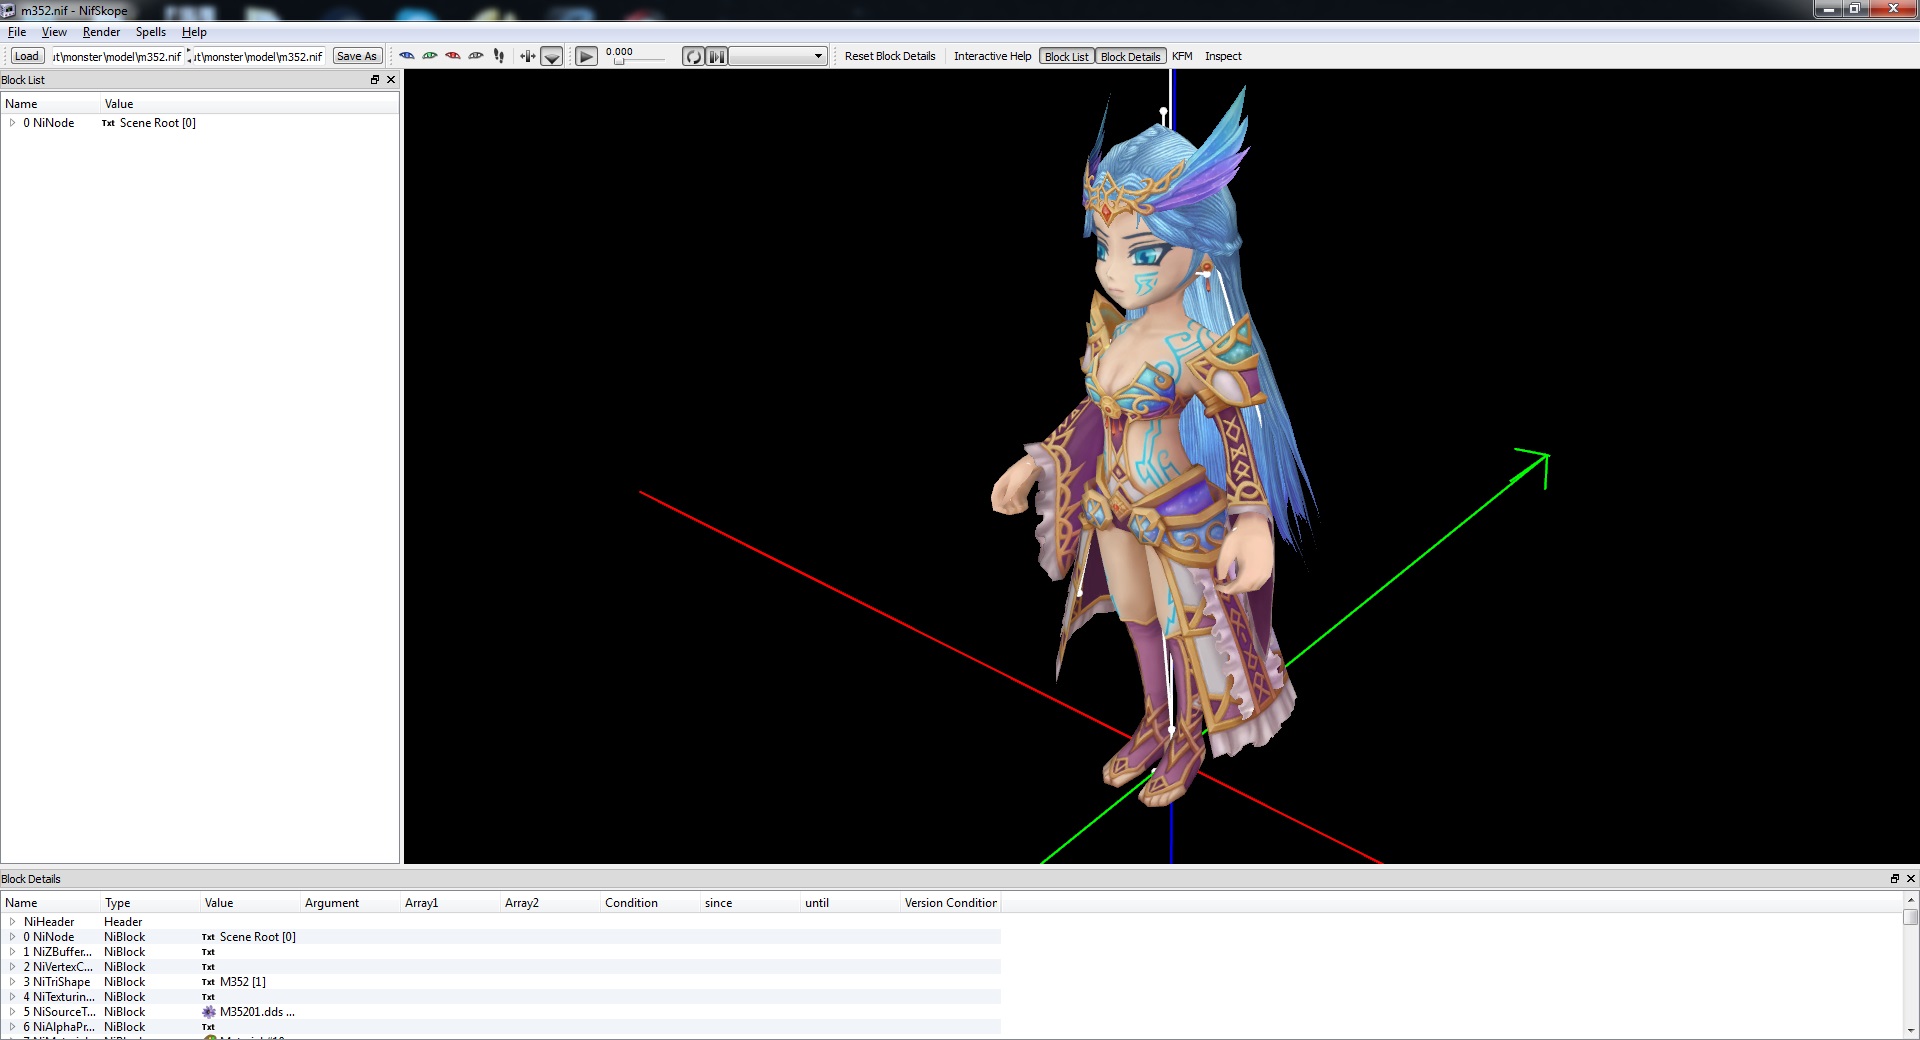 m352.nif - NifSkope
File View Render Spells Help
Load ut\monster\model\m352.nif ut\monster\model\m352.nif Save As 0.000 Reset Block Details Interactive Help Block List Block Details KFM Inspect
Block List
Name Value
0 NiNode Txt Scene Root [0]
Block Details
Name Type Value Argument Array1 Array2 Condition since until Version Condition
NiHeader Header
0 NiNode NiBlock Txt Scene Root [0]
1 NiZBuffer... NiBlock Txt
2 NiVertexC... NiBlock Txt
3 NiTriShape NiBlock Txt M352 [1]
4 NiTexturin... NiBlock Txt
5 NiSourceT... NiBlock M35201.dds ...
6 NiAlphaPr... NiBlock Txt